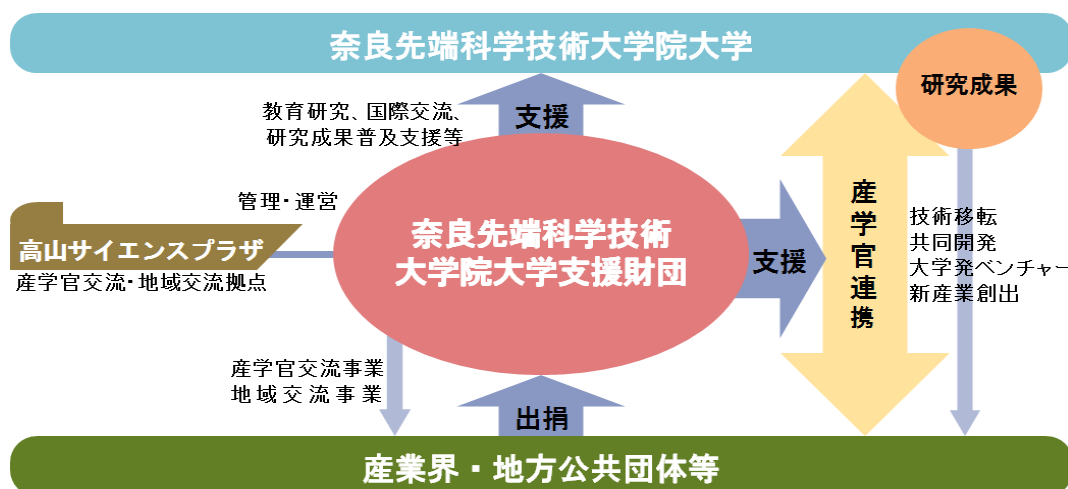 奈良先端科学技術大学院大学
研究成果
教育研究、国際交流、
研究成果普及支援等
支援
管理・運営
高山サイエンスプラザ
産学官交流・地域交流拠点
奈良先端科学技術
大学院大学支援財団
支援
産学官連携
技術移転
共同開発
大学発ベンチャー
新産業創出
産学官交流事業
地域交流事業
出捐
産業界・地方公共団体等